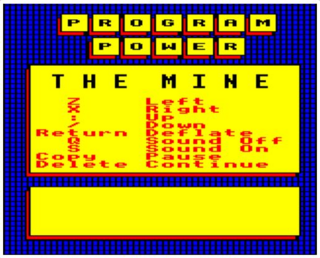 PROGRAM
POWER
THE MINE
Z Left
X Right
: Up
/ Down
Return Deflate
Q Sound Off
S Sound On
Copy Pause
Delete Continue